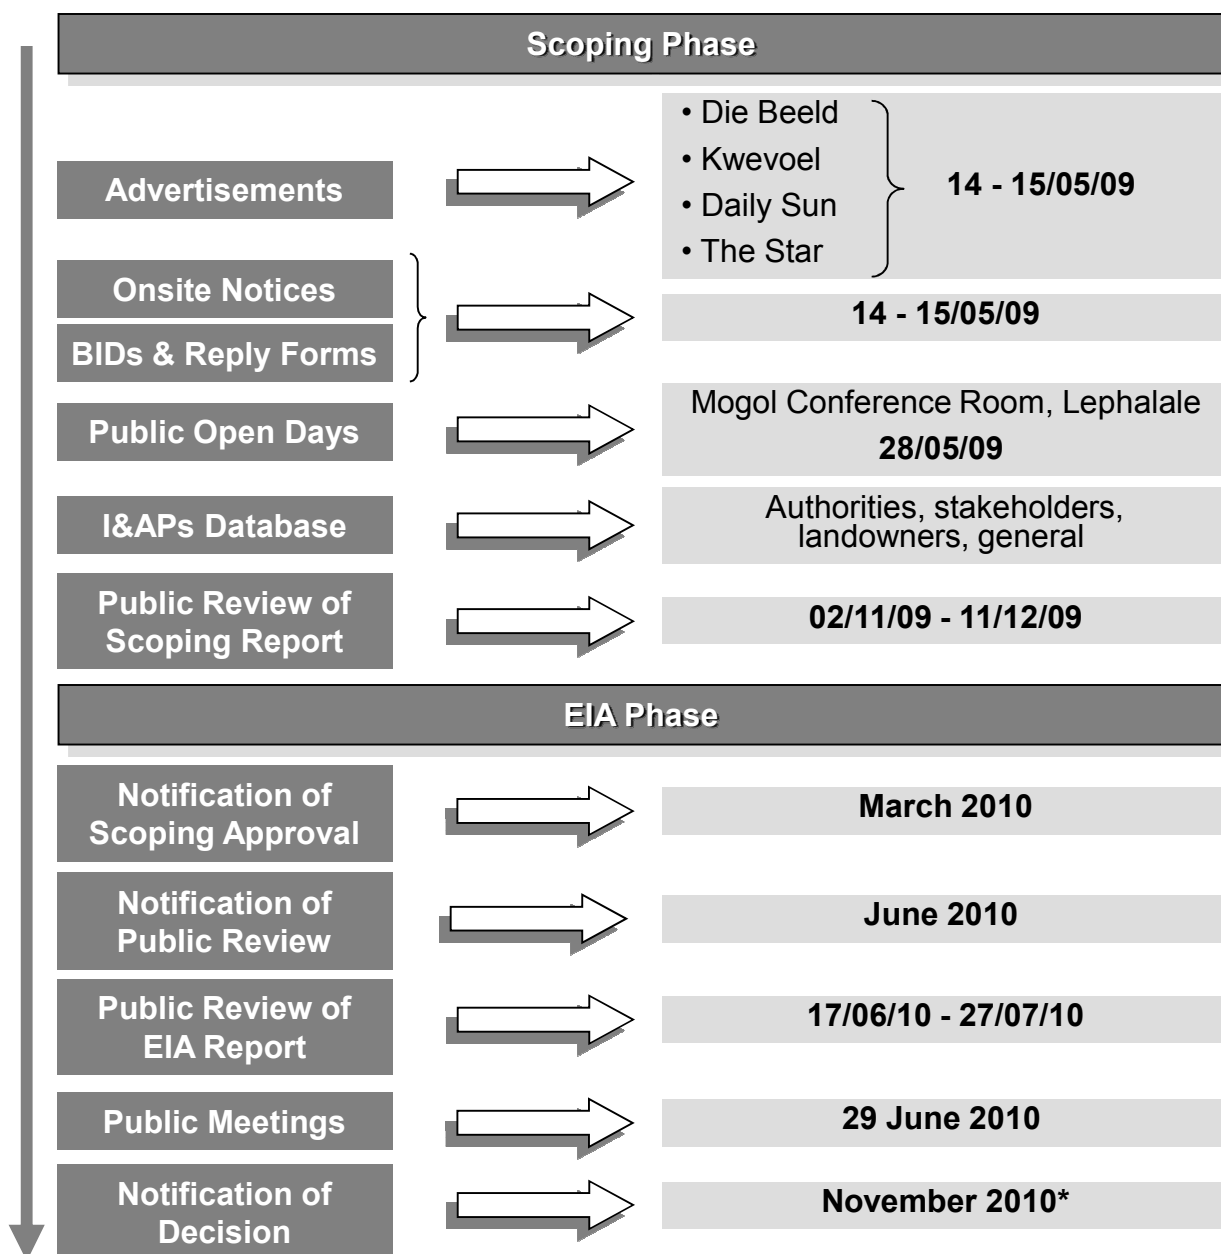 Scoping Phase
Advertisements
• Die Beeld
• Kwevoel
• Daily Sun
• The Star
14 - 15/05/09
Onsite Notices
BIDs & Reply Forms
14 - 15/05/09
Public Open Days
Mogol Conference Room, Lephalale
28/05/09
I&APs Database
Authorities, stakeholders,
landowners, general
Public Review of
Scoping Report
02/11/09 - 11/12/09
EIA Phase
Notification of
Scoping Approval
March 2010
Notification of
Public Review
June 2010
Public Review of
EIA Report
17/06/10 - 27/07/10
Public Meetings
29 June 2010
Notification of
Decision
November 2010*